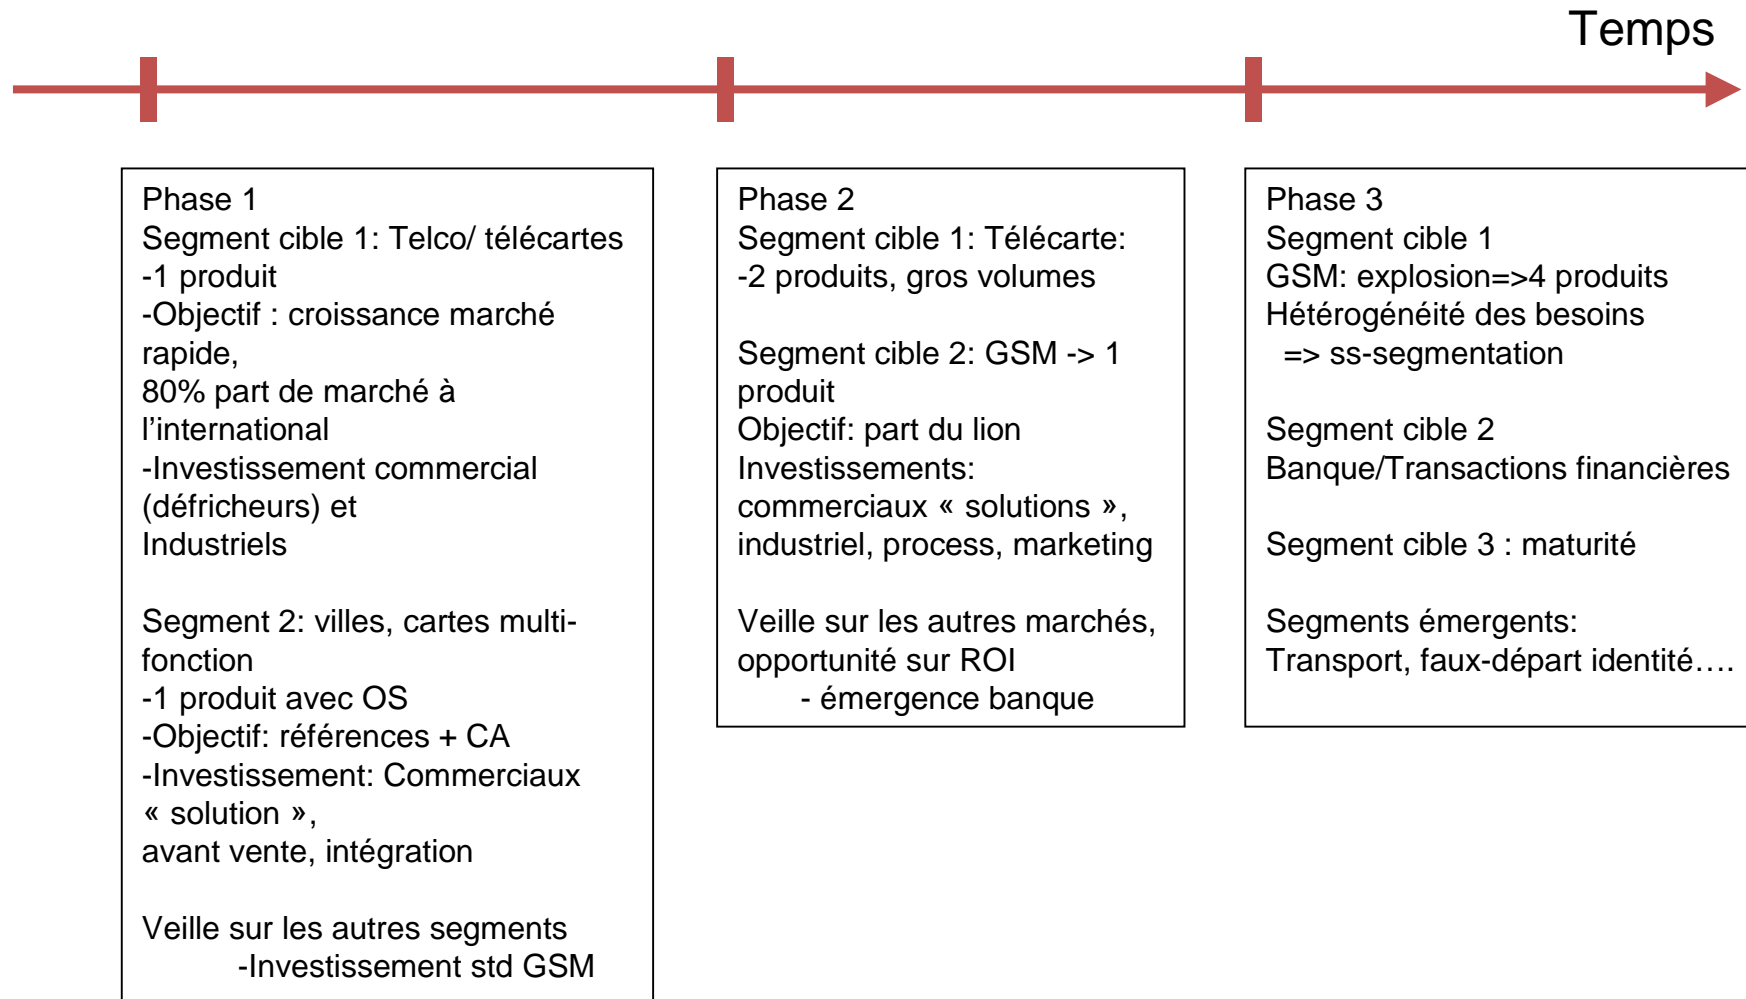 Temps
Phase 1
Segment cible 1: Telco/ télécartes
-1 produit
-Objectif : croissance marché
rapide,
80% part de marché à
l’international
-Investissement commercial
(défricheurs) et
Industriels
Segment 2: villes, cartes multi-
fonction
-1 produit avec OS
-Objectif: références + CA
-Investissement: Commerciaux
« solution »,
avant vente, intégration
Veille sur les autres segments
-Investissement std GSM
Phase 2
Segment cible 1: Télécarte:
-2 produits, gros volumes
Segment cible 2: GSM -> 1
produit
Objectif: part du lion
Investissements:
commerciaux « solutions »,
industriel, process, marketing
Veille sur les autres marchés,
opportunité sur ROI
- émergence banque
Phase 3
Segment cible 1
GSM: explosion=>4 produits
Hétérogénéité des besoins
=> ss-segmentation
Segment cible 2
Banque/Transactions financières
Segment cible 3 : maturité
Segments émergents:
Transport, faux-départ identité….